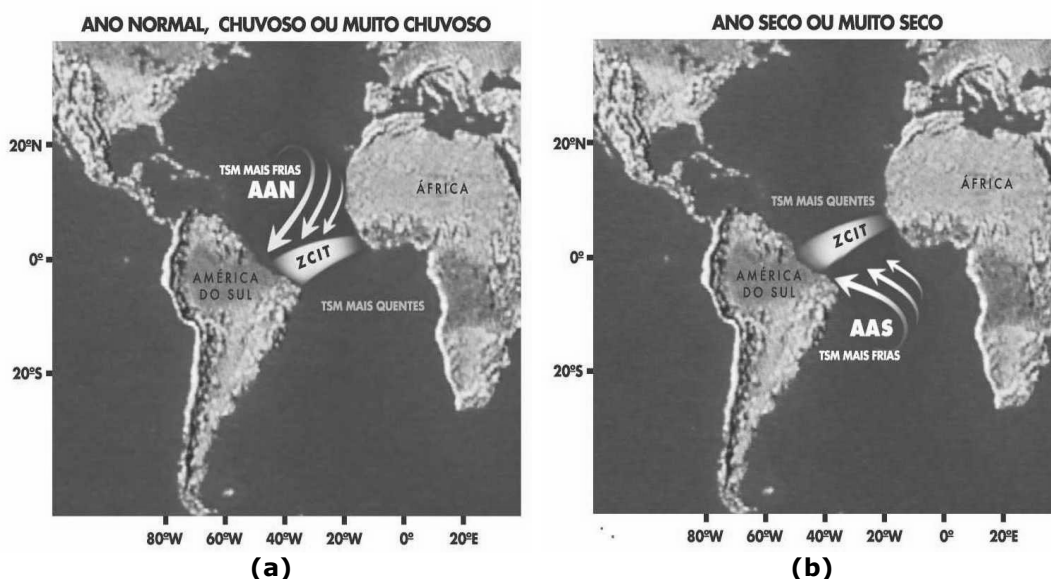 ANO NORMAL, CHUVOSO OU MUITO CHUVOSO
20ºN
0º
20ºS
TSM MAIS FRIAS
AAN
ZCIT
ÁFRICA
AMÉRICA
DO SUL
TSM MAIS QUENTES
80ºW 60ºW 40ºW 20ºW 0º 20ºE
(a)
ANO SECO OU MUITO SECO
20ºN
0º
20ºS
TSM MAIS QUENTES
ZCIT
ÁFRICA
AMÉRICA
DO SUL
AAS
TSM MAIS FRIAS
80ºW 60ºW 40ºW 20ºW 0º 20ºE
(b)